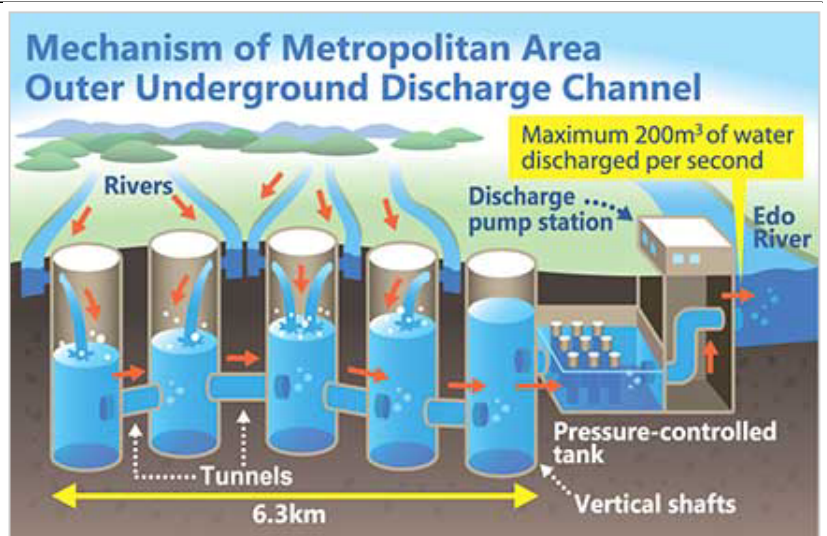 Mechanism of Metropolitan Area
Outer Underground Discharge Channel
Maximum 200m³ of water
discharged per second
Rivers
Discharge
pump station
Edo
River
Pressure-controlled
tank
Tunnels
Vertical shafts
6.3km